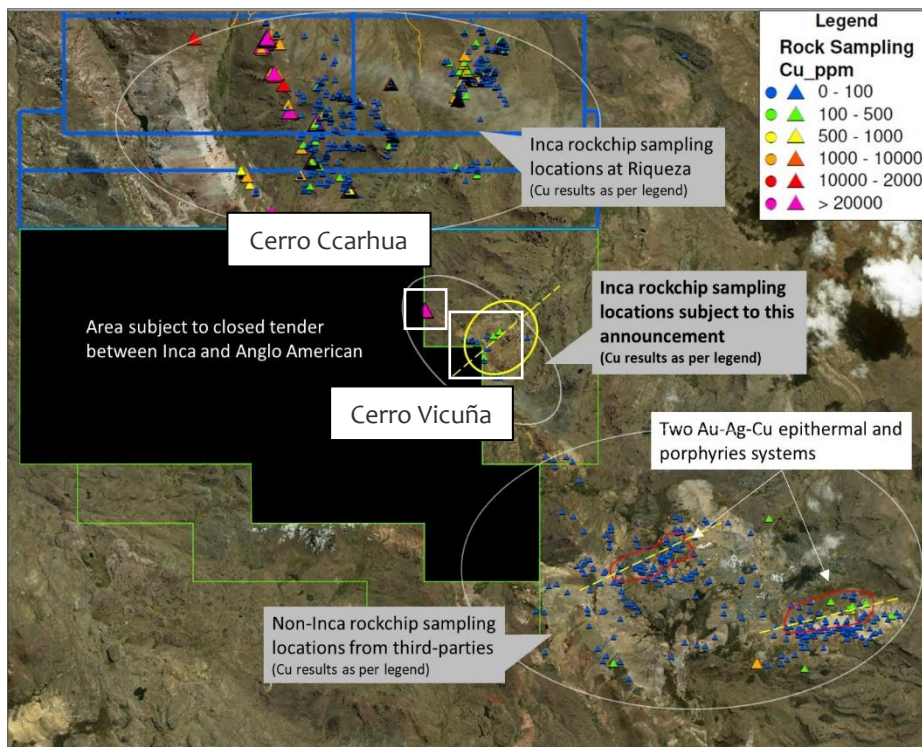 Legend
Rock Sampling
Cu_ppm
0 - 100
100 - 500
500 - 1000
1000 - 10000
10000 - 2000
> 20000
Inca rockchip sampling
locations at Riqueza
(Cu results as per legend)
Cerro Ccarhua
Area subject to closed tender
between Inca and Anglo American
Inca rockchip sampling
locations subject to this
announcement
(Cu results as per legend)
Cerro Vicuña
Two Au-Ag-Cu epithermal and
porphyries systems
Non-Inca rockchip sampling
locations from third-parties
(Cu results as per legend)